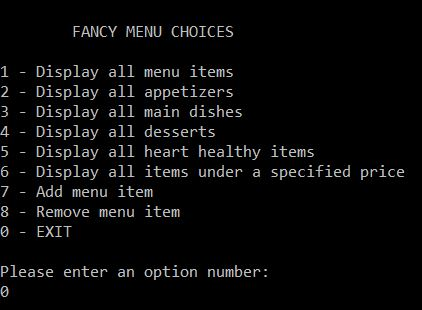 FANCY MENU CHOICES
1 - Display all menu items
2 - Display all appetizers
3 - Display all main dishes
4 - Display all desserts
5 - Display all heart healthy items
6 - Display all items under a specified price
7 - Add menu item
8 - Remove menu item
0 - EXIT
Please enter an option number:
0